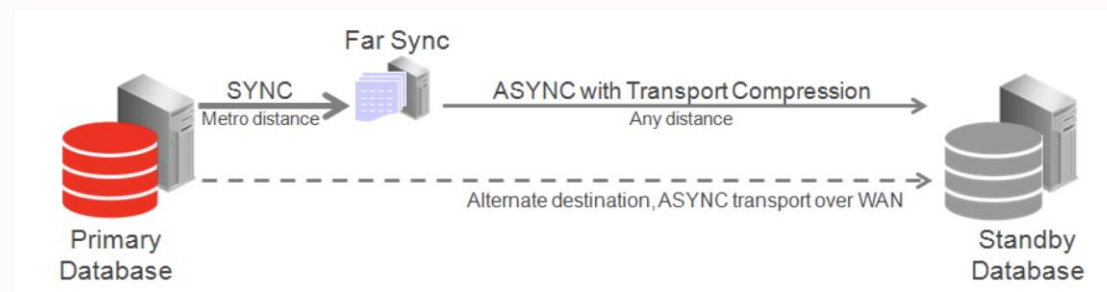 Far Sync
SYNC
Metro distance
ASYNC with Transport Compression
Any distance
Alternate destination, ASYNC transport over WAN
Primary
Database
Standby
Database